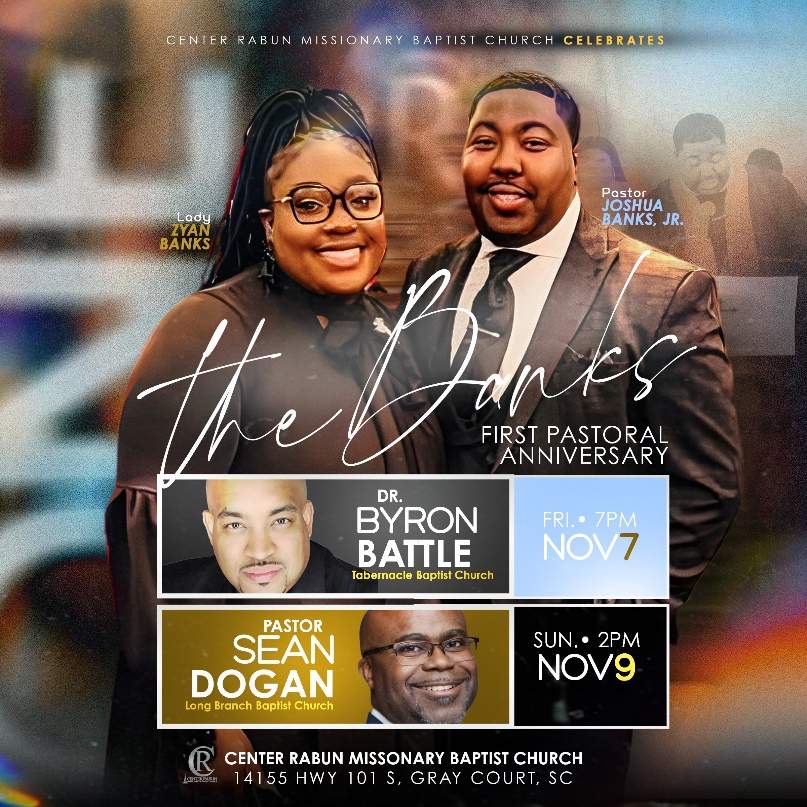 CENTER RABUN MISSIONARY BAPTIST CHURCH CELEBRATES
Lady
ZYAN
BANKS
Pastor
JOSHUA
BANKS, JR.
the Banks
FIRST PASTORAL
ANNIVERSARY
DR.
BYRON
BATTLE
Tabernacle Baptist Church
FRI. • 7PM
NOV7
PASTOR
SEAN
DOGAN
Long Branch Baptist Church
SUN. • 2PM
NOV9
CR
CENTER RABUN
CENTER RABUN MISSONARY BAPTIST CHURCH
14155 HWY 101 S, GRAY COURT, SC